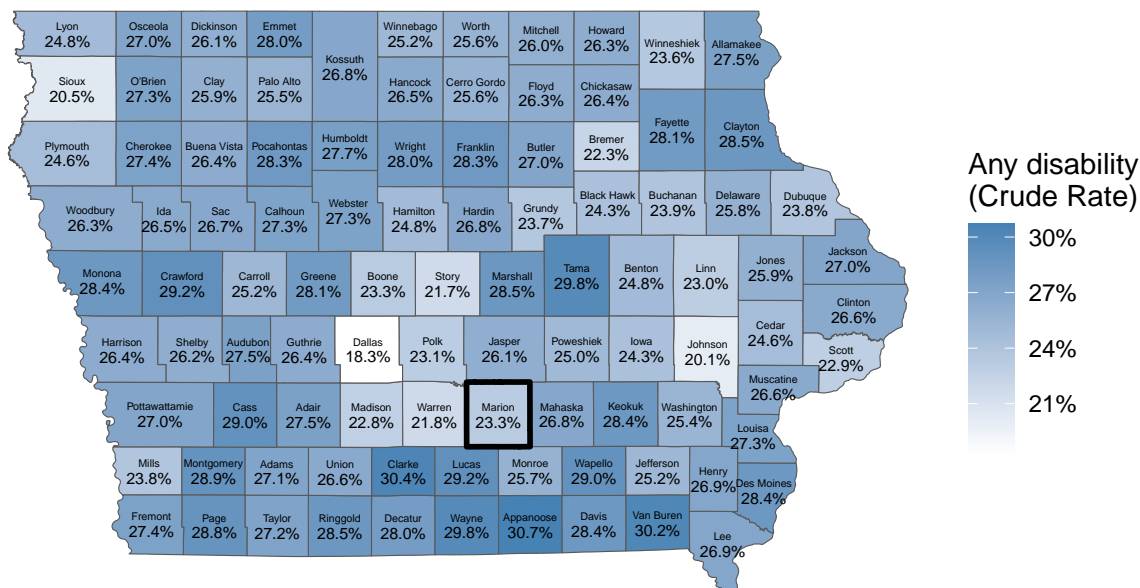 Lyon
24.8%
Osceola
27.0%
Dickinson
26.1%
Emmet
28.0%
Kossuth
26.8%
Winnebago
25.2%
Worth
25.6%
Mitchell
26.0%
Howard
26.3%
Winneshiek
23.6%
Allamakee
27.5%
Sioux
20.5%
O'Brien
27.3%
Clay
25.9%
Palo Alto
25.5%
Hancock
26.5%
Cerro Gordo
25.6%
Floyd
26.3%
Chickasaw
26.4%
Plymouth
24.6%
Cherokee
27.4%
Buena Vista
26.4%
Pocahontas
28.3%
Humboldt
27.7%
Wright
28.0%
Franklin
28.3%
Butler
27.0%
Bremer
22.3%
Fayette
28.1%
Clayton
28.5%
Woodbury
26.3%
Ida
26.5%
Sac
26.7%
Calhoun
27.3%
Webster
27.3%
Hamilton
24.8%
Hardin
26.8%
Grundy
23.7%
Black Hawk
24.3%
Buchanan
23.9%
Delaware
25.8%
Dubuque
23.8%
Monona
28.4%
Crawford
29.2%
Carroll
25.2%
Greene
28.1%
Boone
23.3%
Story
21.7%
Marshall
28.5%
Tama
29.8%
Benton
24.8%
Linn
23.0%
Jones
25.9%
Jackson
27.0%
Clinton
26.6%
Harrison
26.4%
Shelby
26.2%
Audubon
27.5%
Guthrie
26.4%
Dallas
18.3%
Polk
23.1%
Jasper
26.1%
Poweshiek
25.0%
Iowa
24.3%
Johnson
20.1%
Cedar
24.6%
Scott
22.9%
Muscatine
26.6%
Pottawattamie
27.0%
Cass
29.0%
Adair
27.5%
Madison
22.8%
Warren
21.8%
Marion
23.3%
Mahaska
26.8%
Keokuk
28.4%
Washington
25.4%
Louisa
27.3%
Mills
23.8%
Montgomery
28.9%
Adams
27.1%
Union
26.6%
Clarke
30.4%
Lucas
29.2%
Monroe
25.7%
Wapello
29.0%
Jefferson
25.2%
Henry
26.9%
Des Moines
28.4%
Fremont
27.4%
Page
28.8%
Taylor
27.2%
Ringgold
28.5%
Decatur
28.0%
Wayne
29.8%
Appanoose
30.7%
Davis
28.4%
Van Buren
30.2%
Lee
26.9%
Any disability
(Crude Rate)
30%
27%
24%
21%